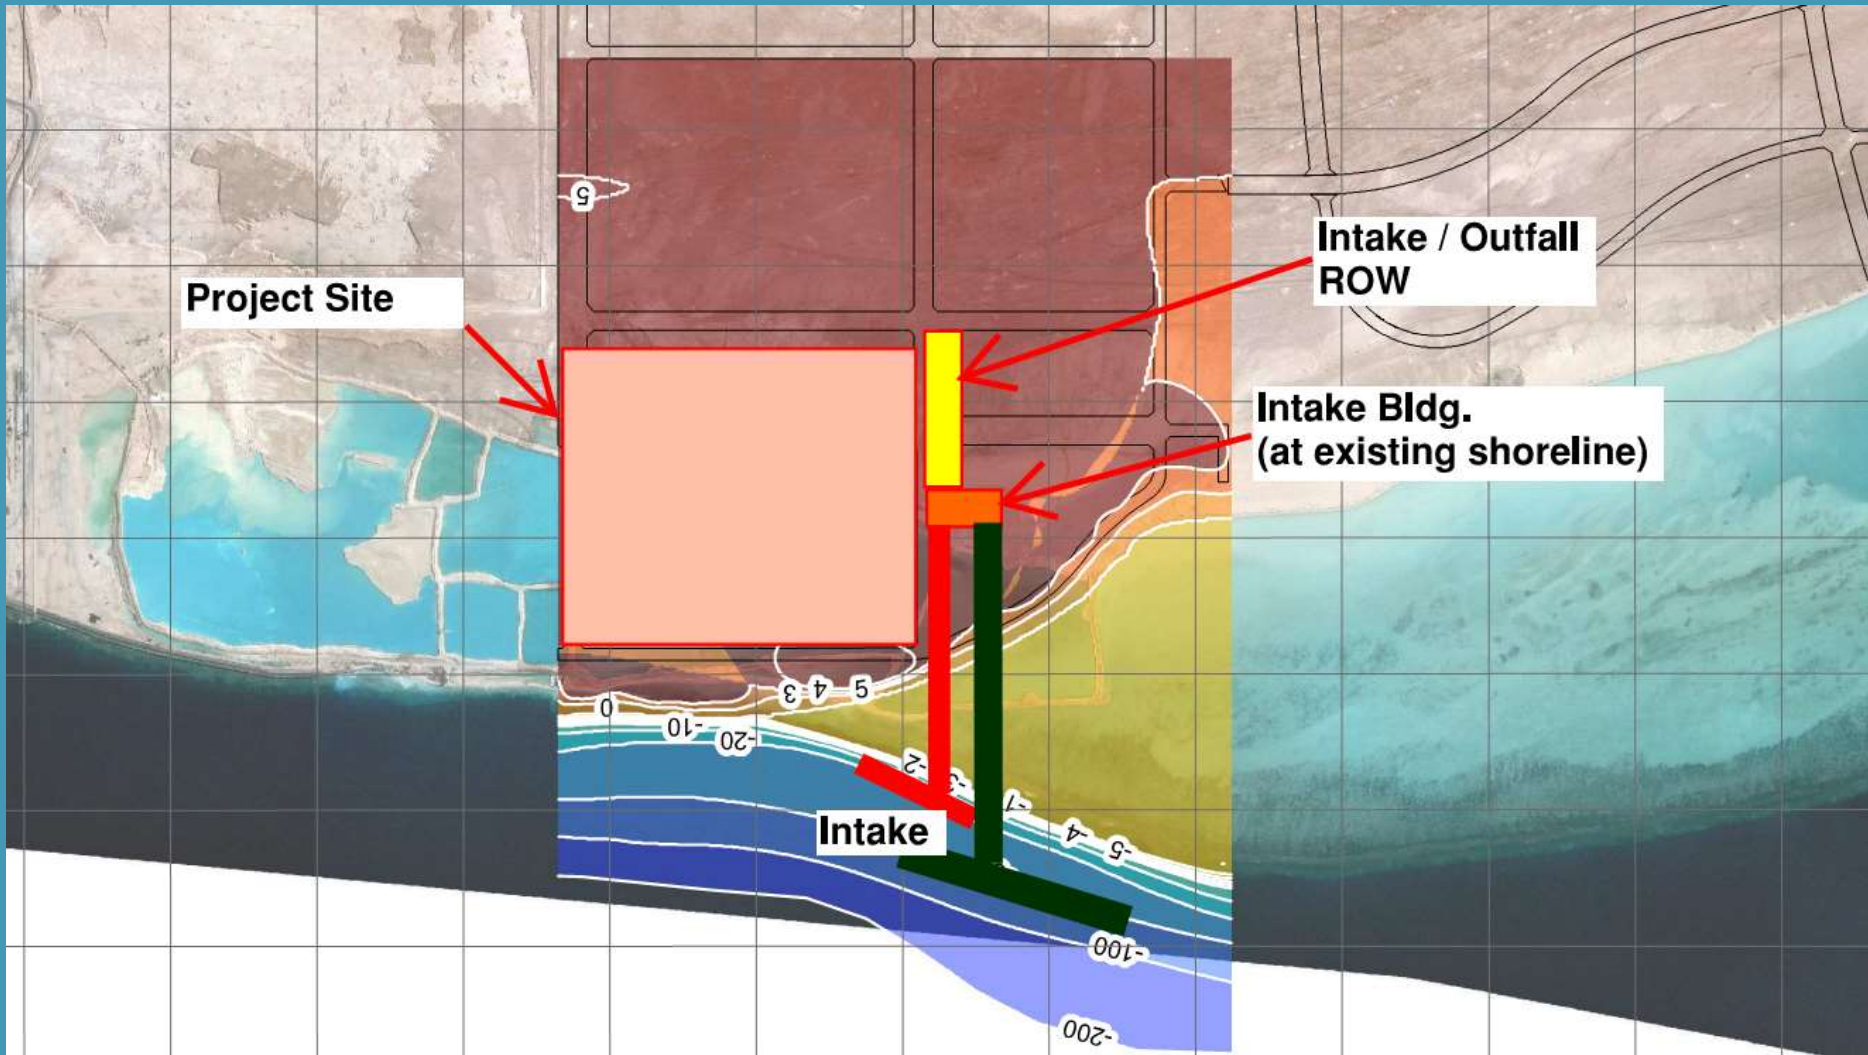 5
Intake / Outfall
ROW
Project Site
Intake Bldg.
(at existing shoreline)
3 4 5
0
-10
-20
-2
-3
-1
Intake
-4
-5
-100
-200